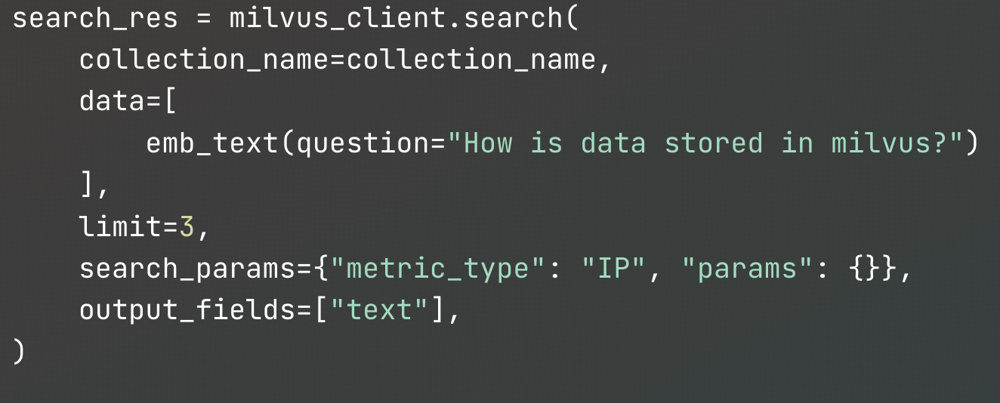 search_res = milvus_client.search(
    collection_name=collection_name,
    data=[
        emb_text(question="How is data stored in milvus?")
    ],
    limit=3,
    search_params={"metric_type": "IP", "params": {}},
    output_fields=["text"],
)